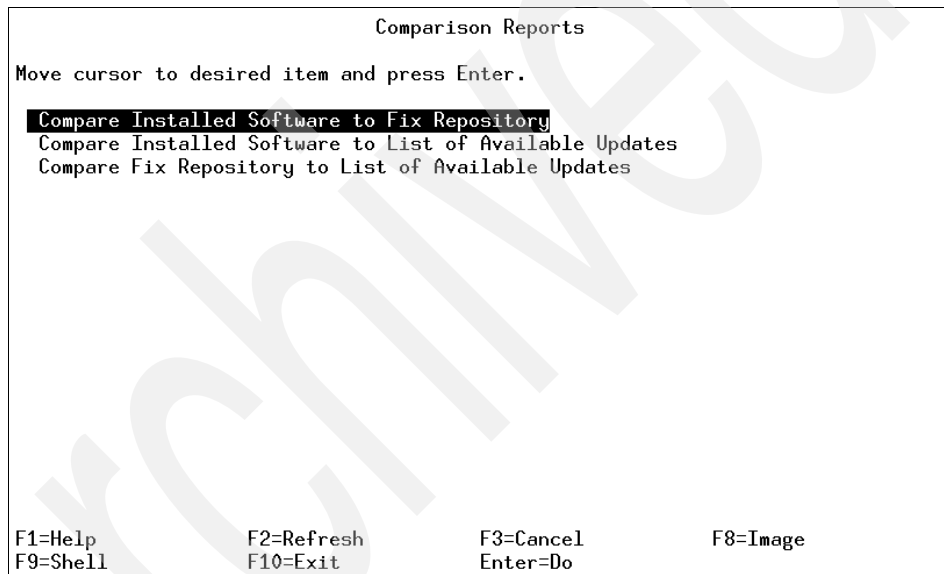 Comparison Reports
Move cursor to desired item and press Enter.
Compare Installed Software to Fix Repository
Compare Installed Software to List of Available Updates
Compare Fix Repository to List of Available Updates
F1=Help F2=Refresh F3=Cancel F8=Image
F9=Shell F10=Exit Enter=Do